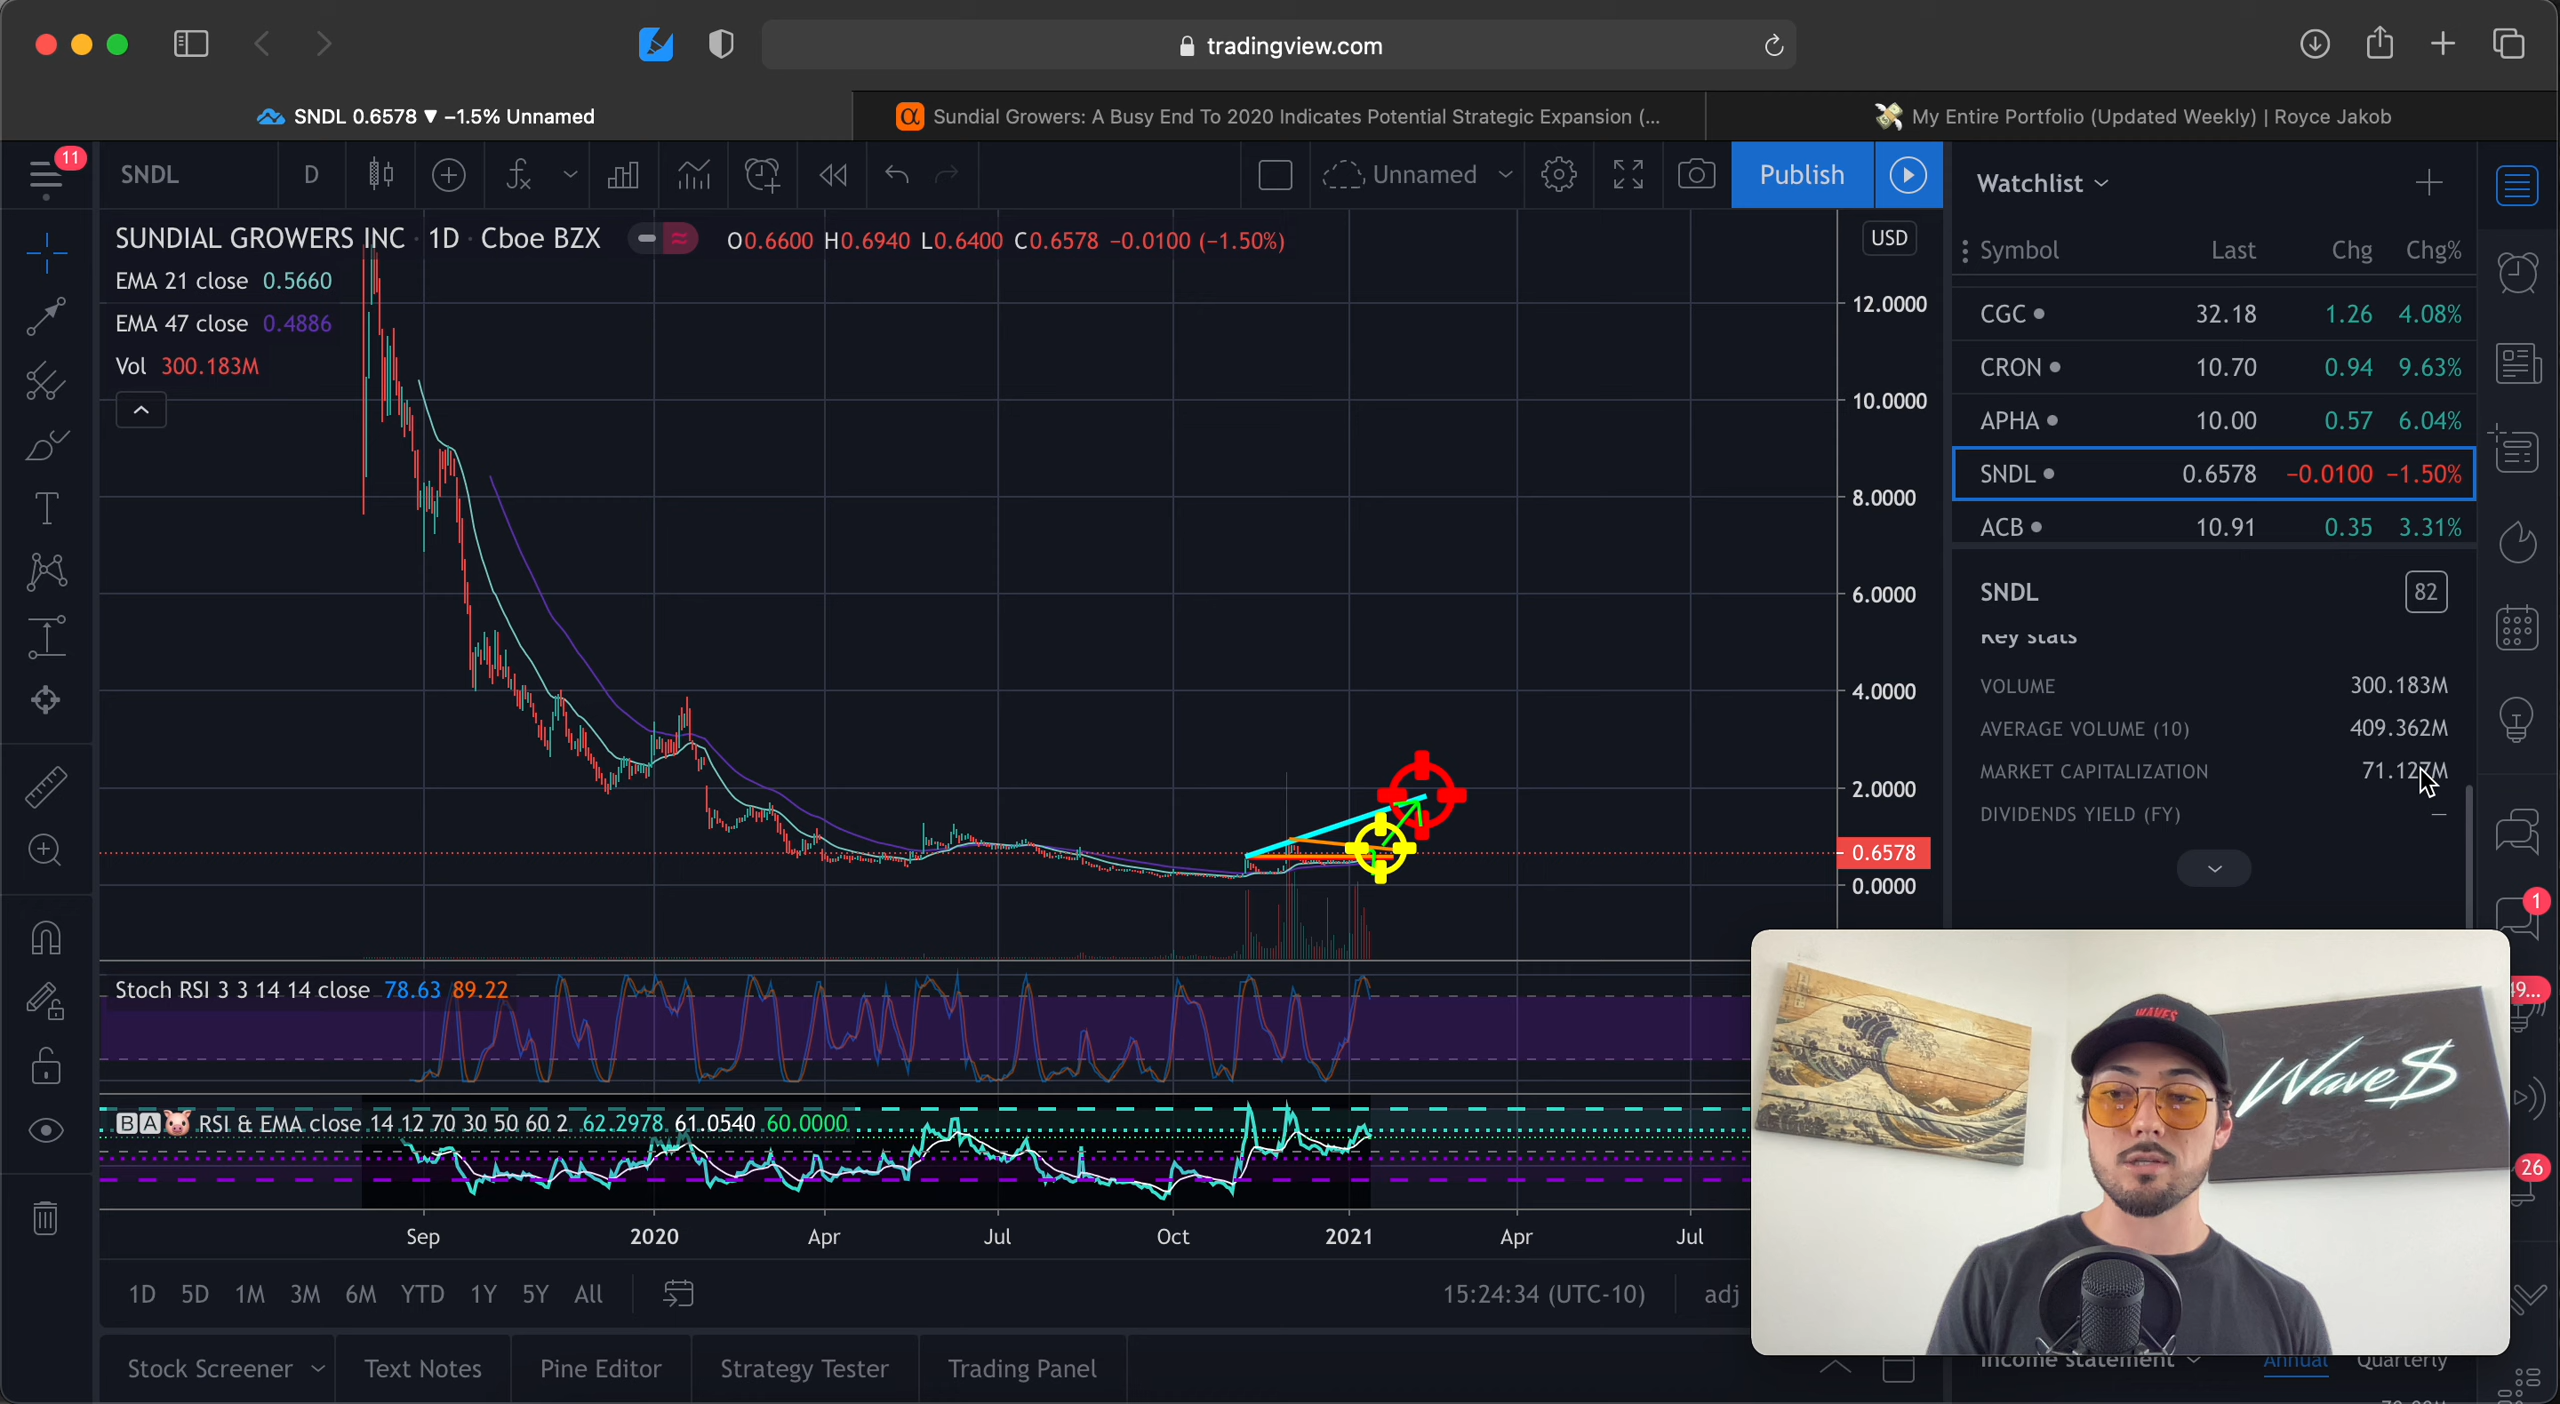 tradingview.com
SNDL 0.6578 ▼ −1.5% Unnamed
Sundial Growers: A Busy End To 2020 Indicates Potential Strategic Expansion (...
My Entire Portfolio (Updated Weekly) | Royce Jakob
11
SNDL
D
Unnamed
Publish
Watchlist
SUNDIAL GROWERS INC · 1D · Cboe BZX
O0.6600 H0.6940 L0.6400 C0.6578 −0.0100 (−1.50%)
USD
EMA 21 close 0.5660
EMA 47 close 0.4886
Vol 300.183M
12.0000
10.0000
8.0000
6.0000
4.0000
2.0000
0.6578
0.0000
Symbol Last Chg Chg%
CGC 32.18 1.26 4.08%
CRON 10.70 0.94 9.63%
APHA 10.00 0.57 6.04%
SNDL 0.6578 −0.0100 −1.50%
ACB 10.91 0.35 3.31%
SNDL
82
Key stats
VOLUME 300.183M
AVERAGE VOLUME (10) 409.362M
MARKET CAPITALIZATION 71.127M
DIVIDENDS YIELD (FY) —
1
26
Stoch RSI 3 3 14 14 close 78.63 89.22
BA RSI & EMA close 14 12 70 30 50 60 2 62.2978 61.0540 60.0000
Sep 2020 Apr Jul Oct 2021 Apr Jul
WAVES
Wave$
1D 5D 1M 3M 6M YTD 1Y 5Y All
15:24:34 (UTC-10)
adj
Stock Screener Text Notes Pine Editor Strategy Tester Trading Panel
Income statement Annual Quarterly